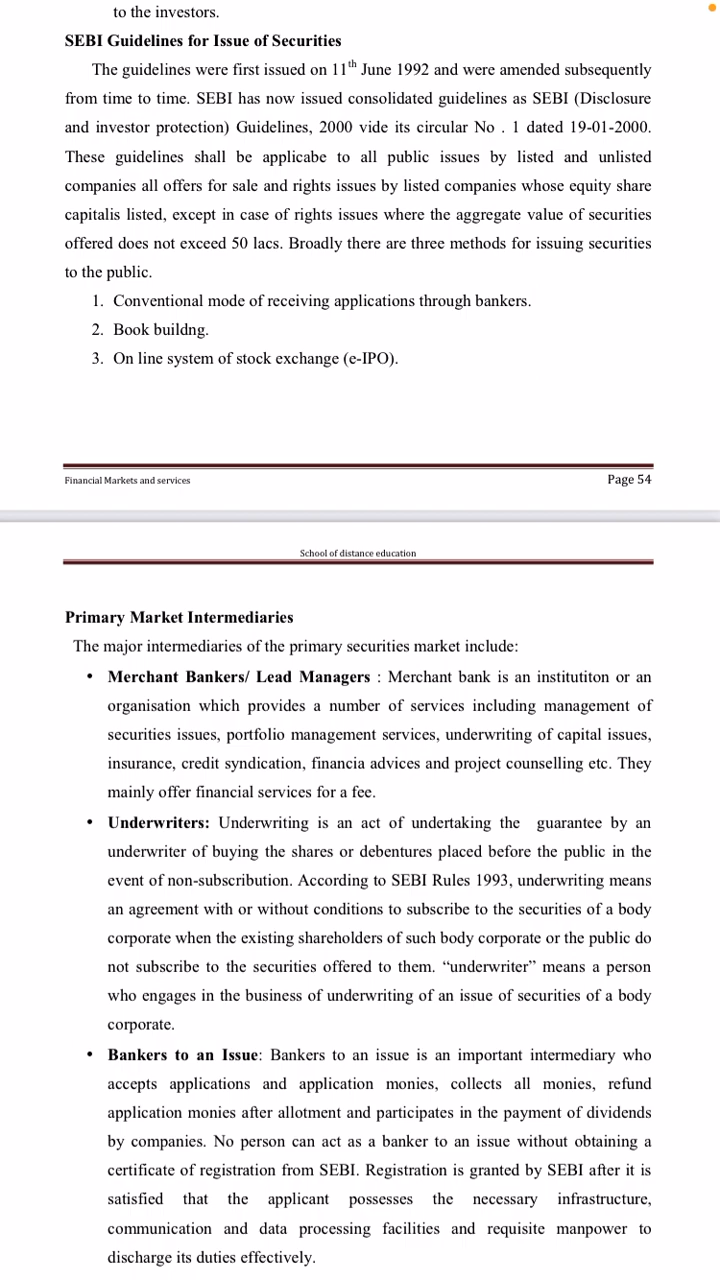 to the investors.
SEBI Guidelines for Issue of Securities
The guidelines were first issued on 11th June 1992 and were amended subsequently
from time to time. SEBI has now issued consolidated guidelines as SEBI (Disclosure
and investor protection) Guidelines, 2000 vide its circular No . 1 dated 19-01-2000.
These guidelines shall be applicabe to all public issues by listed and unlisted
companies all offers for sale and rights issues by listed companies whose equity share
capitalis listed, except in case of rights issues where the aggregate value of securities
offered does not exceed 50 lacs. Broadly there are three methods for issuing securities
to the public.
1. Conventional mode of receiving applications through bankers.
2. Book buildng.
3. On line system of stock exchange (e-IPO).
Financial Markets and services Page 54
School of distance education
Primary Market Intermediaries
The major intermediaries of the primary securities market include:
• Merchant Bankers/ Lead Managers : Merchant bank is an institititon or an
organisation which provides a number of services including management of
securities issues, portfolio management services, underwriting of capital issues,
insurance, credit syndication, financia advices and project counselling etc. They
mainly offer financial services for a fee.
• Underwriters: Underwriting is an act of undertaking the guarantee by an
underwriter of buying the shares or debentures placed before the public in the
event of non-subscription. According to SEBI Rules 1993, underwriting means
an agreement with or without conditions to subscribe to the securities of a body
corporate when the existing shareholders of such body corporate or the public do
not subscribe to the securities offered to them. “underwriter” means a person
who engages in the business of underwriting of an issue of securities of a body
corporate.
• Bankers to an Issue: Bankers to an issue is an important intermediary who
accepts applications and application monies, collects all monies, refund
application monies after allotment and participates in the payment of dividends
by companies. No person can act as a banker to an issue without obtaining a
certificate of registration from SEBI. Registration is granted by SEBI after it is
satisfied that the applicant possesses the necessary infrastructure,
communication and data processing facilities and requisite manpower to
discharge its duties effectively.